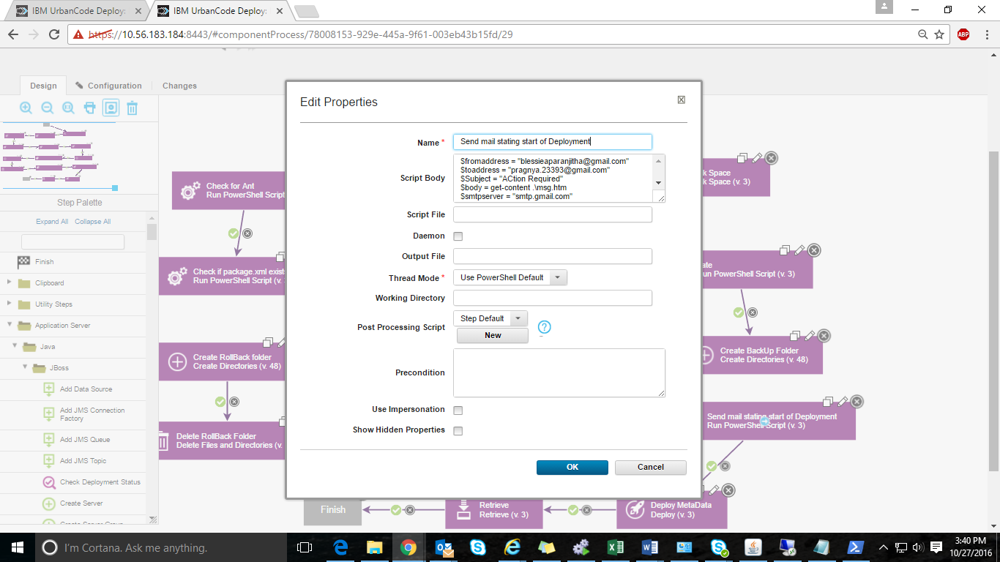 IBM UrbanCode Deploy:
IBM UrbanCode Deploy:
https://10.56.183.184:8443/#componentProcess/78008153-929e-445a-9f61-003eb43b15fd/29
ABP
Design
Configuration
Changes
Step Palette
Expand All Collapse All
Finish
Clipboard
Utility Steps
Application Server
Java
JBoss
Add Data Source
Add JMS Connection
Factory
Add JMS Queue
Add JMS Topic
Check Deployment Status
Create Server
Create Server Group
Check for Ant
Run PowerShell Script
Check if package.xml exist
Run PowerShell Script (v.
Create RollBack folder
Create Directories (v. 48)
Delete RollBack Folder
Delete Files and Directories (v.
Edit Properties
Name *
Send mail stating start of Deployment
Script Body
$fromaddress = "blessieaparanjitha@gmail.com"
$toaddress = "pragnya.23393@gmail.com"
$Subject = "ACtion Required"
$body = get-content .\msg.htm
$smtpserver = "smtp.gmail.com"
Script File
Daemon
Output File
Thread Mode *
Use PowerShell Default
Working Directory
Post Processing Script
Step Default
?
New
Precondition
Use Impersonation
Show Hidden Properties
OK
Cancel
k Space
k Space (v. 3)
ate
un PowerShell Script (v. 3)
Create BackUp Folder
Create Directories (v. 48)
Send mail stating start of Deployment
Run PowerShell Script (v. 3)
Finish
Retrieve
Retrieve (v. 3)
Deploy MetaData
Deploy (v. 3)
I'm Cortana. Ask me anything.
3:40 PM
10/27/2016